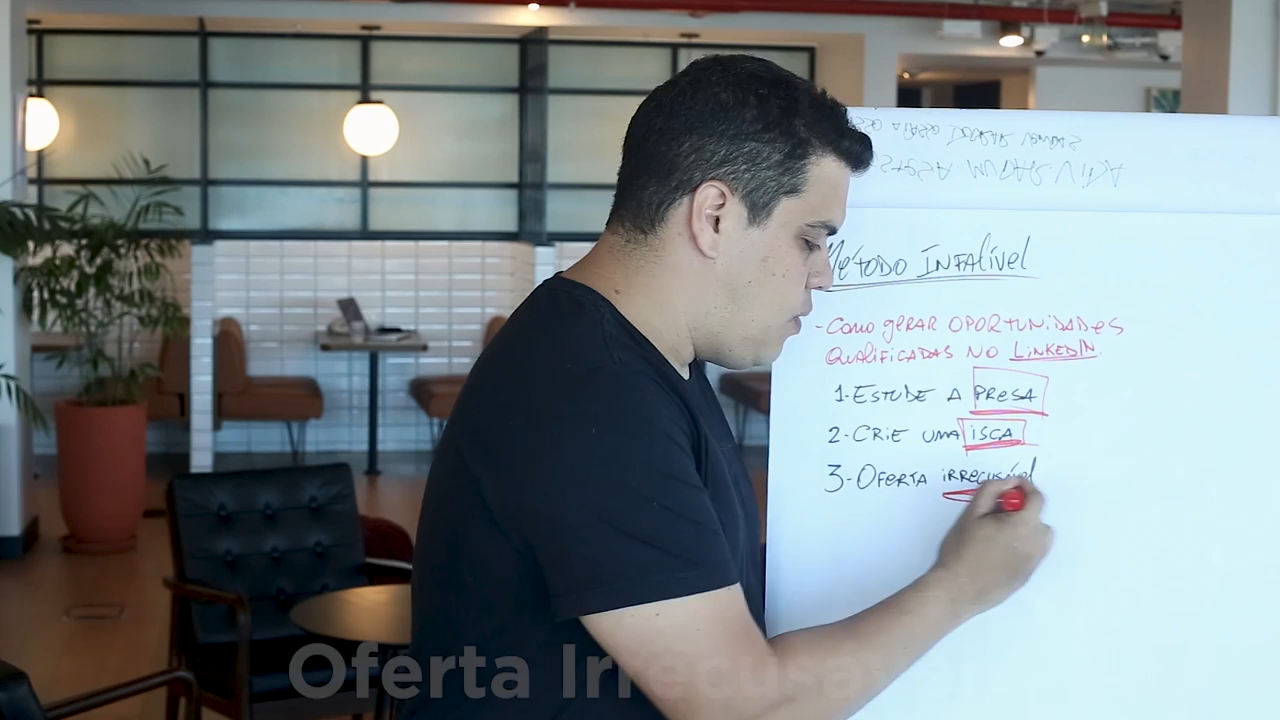 Método INFAlível
-Como gerar OPORTUNiDADeS
QUALiFiCADAS NO LiNKEDIN.
1-ESTUDE A PReSA
2-CRiE UMA iSCA
3-OFERTA iRRecusável
Oferta Irrecusável